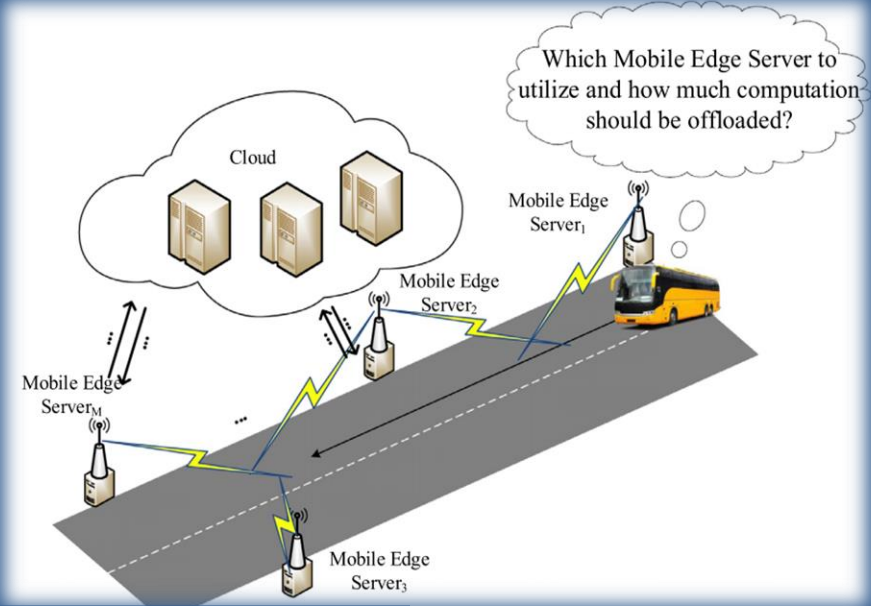 Which Mobile Edge Server to
utilize and how much computation
should be offloaded?
Cloud
Mobile Edge
Server₁
Mobile Edge
Server₂
Mobile Edge
Server_M
...
Mobile Edge
Server₃